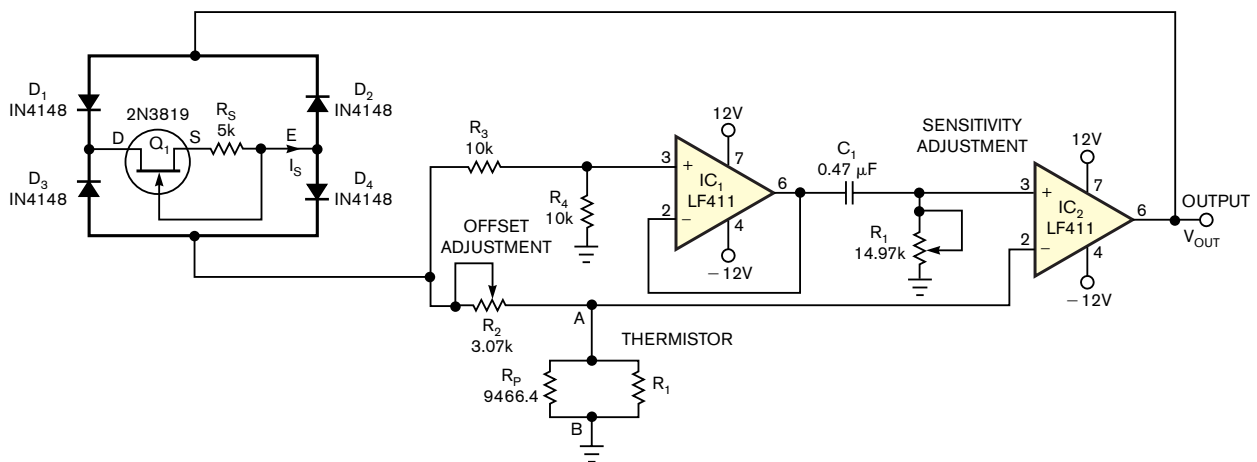 D1
IN4148
D2
IN4148
2N3819
RS
5k
D
Q1
S
E
IS
D3
IN4148
D4
IN4148
R3
10k
R4
10k
OFFSET
ADJUSTMENT
R2
3.07k
A
THERMISTOR
RP
9466.4
R1
B
12V
7
3
+
IC1
LF411
6
2
−
4
−12V
C1
0.47 µF
SENSITIVITY
ADJUSTMENT
R1
14.97k
12V
7
3
+
IC2
LF411
6
2
−
4
−12V
OUTPUT
VOUT